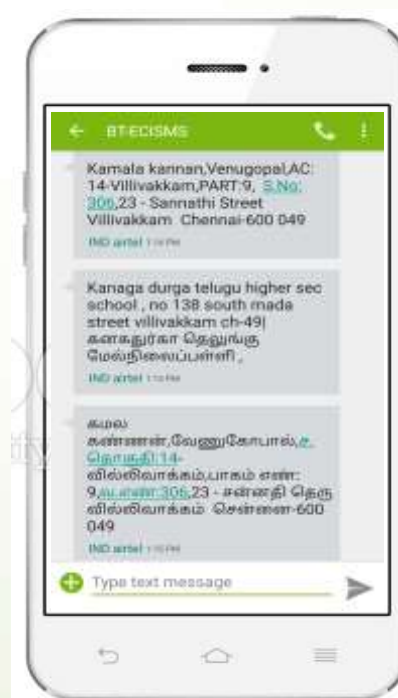 BT-ECISMS
Kamala kannan,Venugopal,AC:
14-Villivakkam,PART:9, S.No:
306,23 - Sannathi Street
Villivakkam Chennai-600 049
IND airtel
Kanaga durga telugu higher sec
school , no 138 south mada
street villivakkam ch-49|
கனகதுர்கா தெலுங்கு
மேல்நிலைப்பள்ளி ,
IND airtel
கமல
கண்ணன்,வேணுகோபால்,ச.
தொகுதி:14-
வில்லிவாக்கம்,பாகம் எண்:
9,வ.எண்:306,23 - சன்னதி தெரு
வில்லிவாக்கம் சென்னை-600
049
IND airtel
Type text message